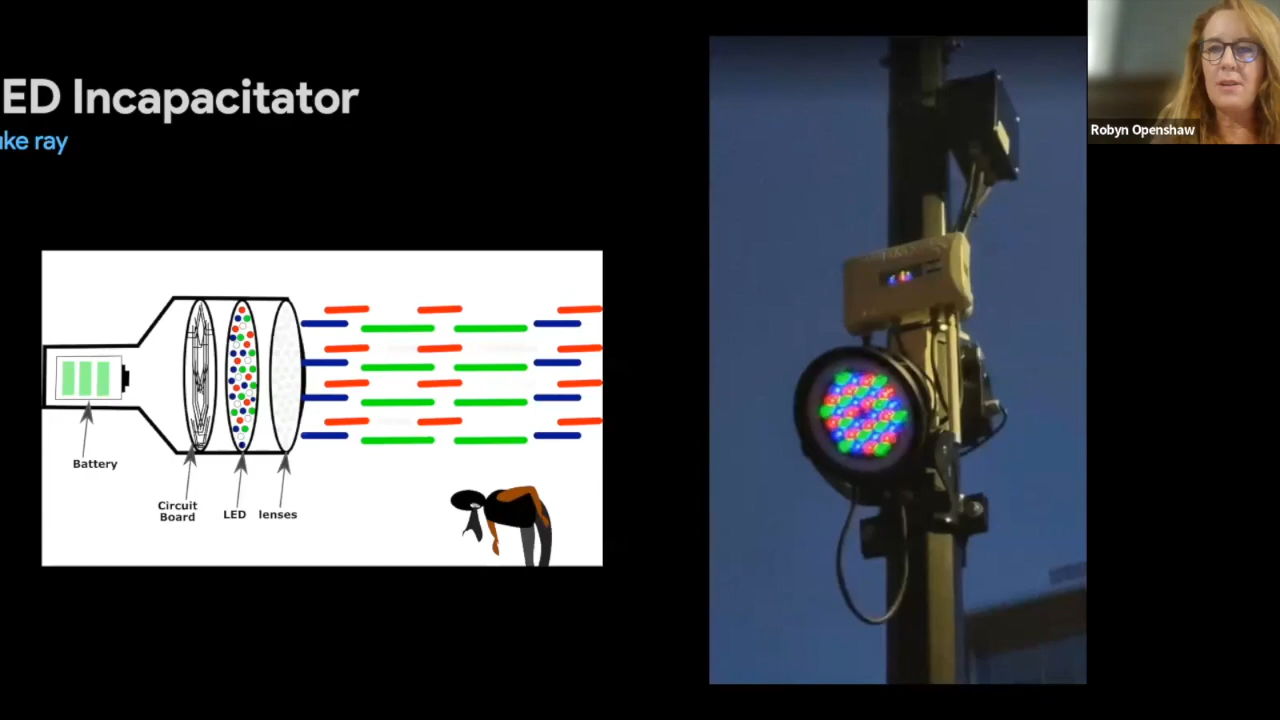 ED Incapacitator
uke ray
Battery
Circuit
Board
LED
lenses
Robyn Openshaw